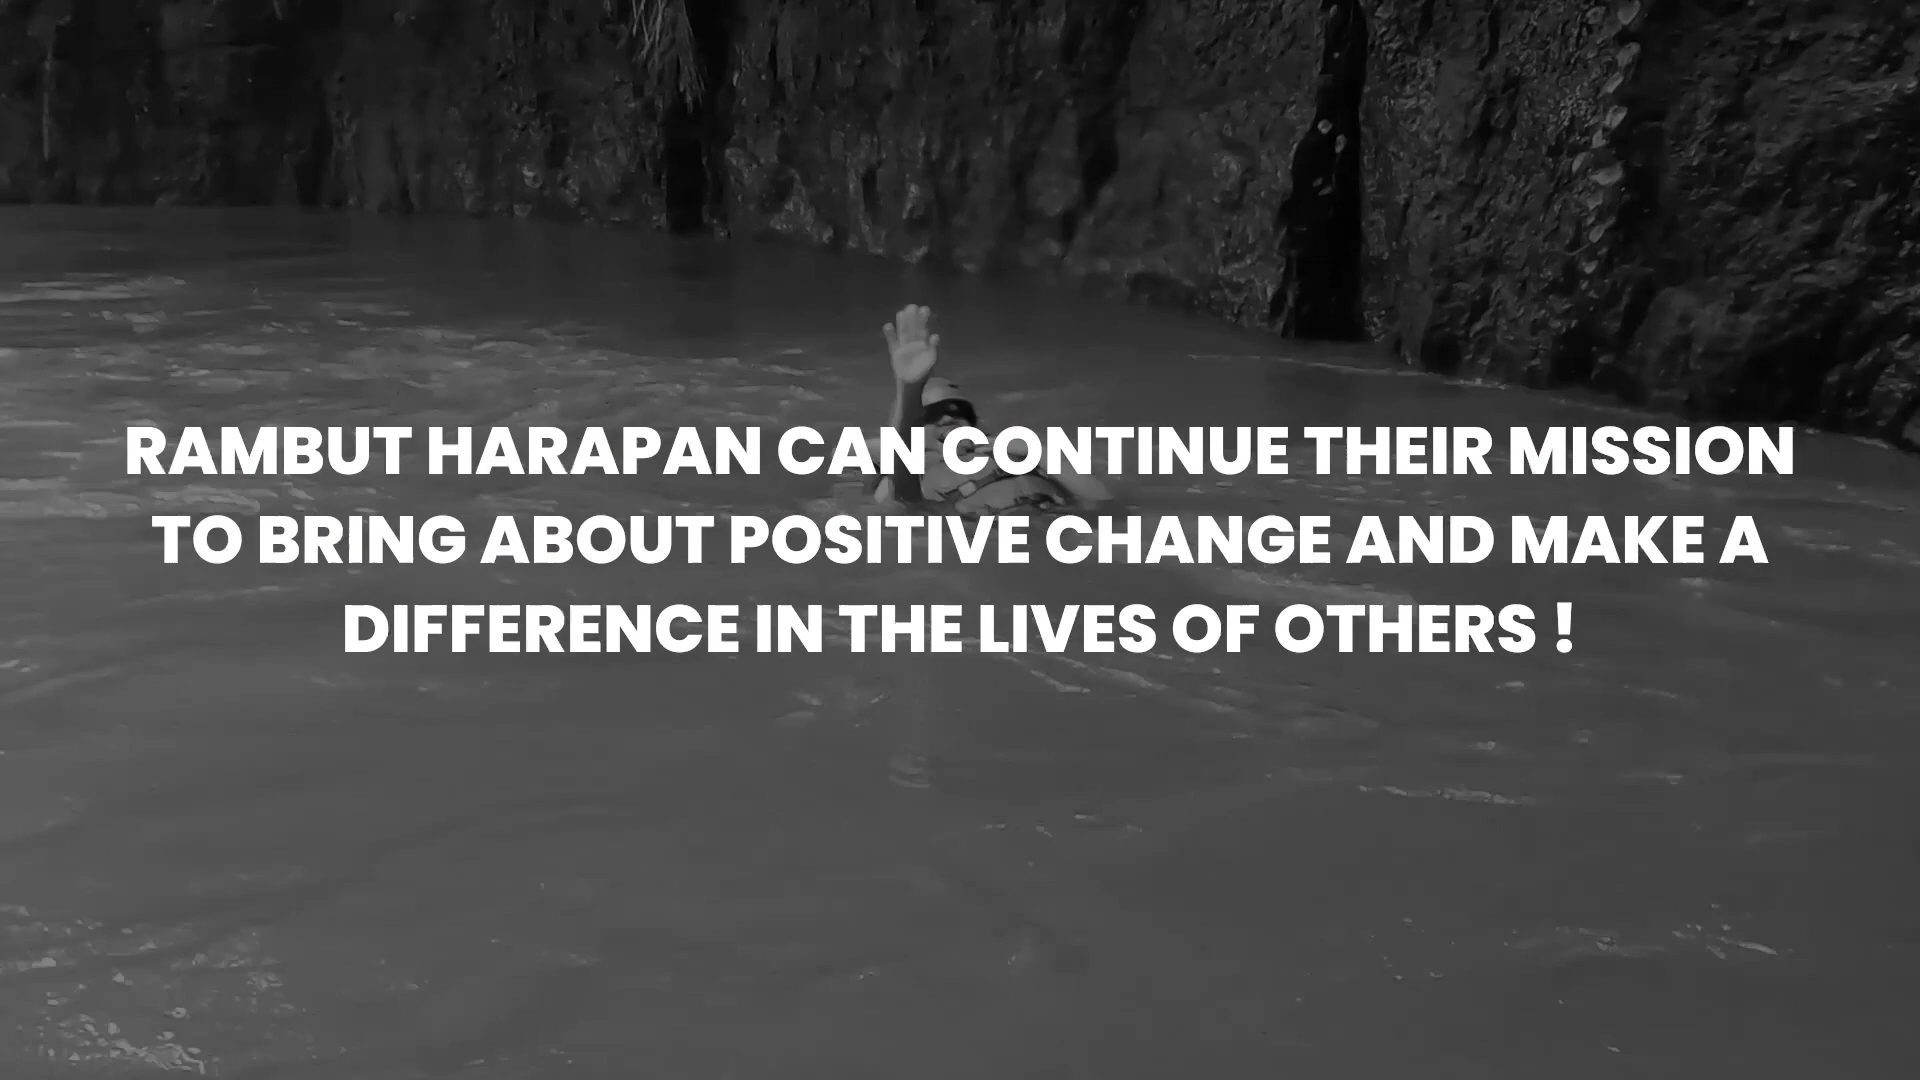 RAMBUT HARAPAN CAN CONTINUE THEIR MISSION
TO BRING ABOUT POSITIVE CHANGE AND MAKE A
DIFFERENCE IN THE LIVES OF OTHERS !